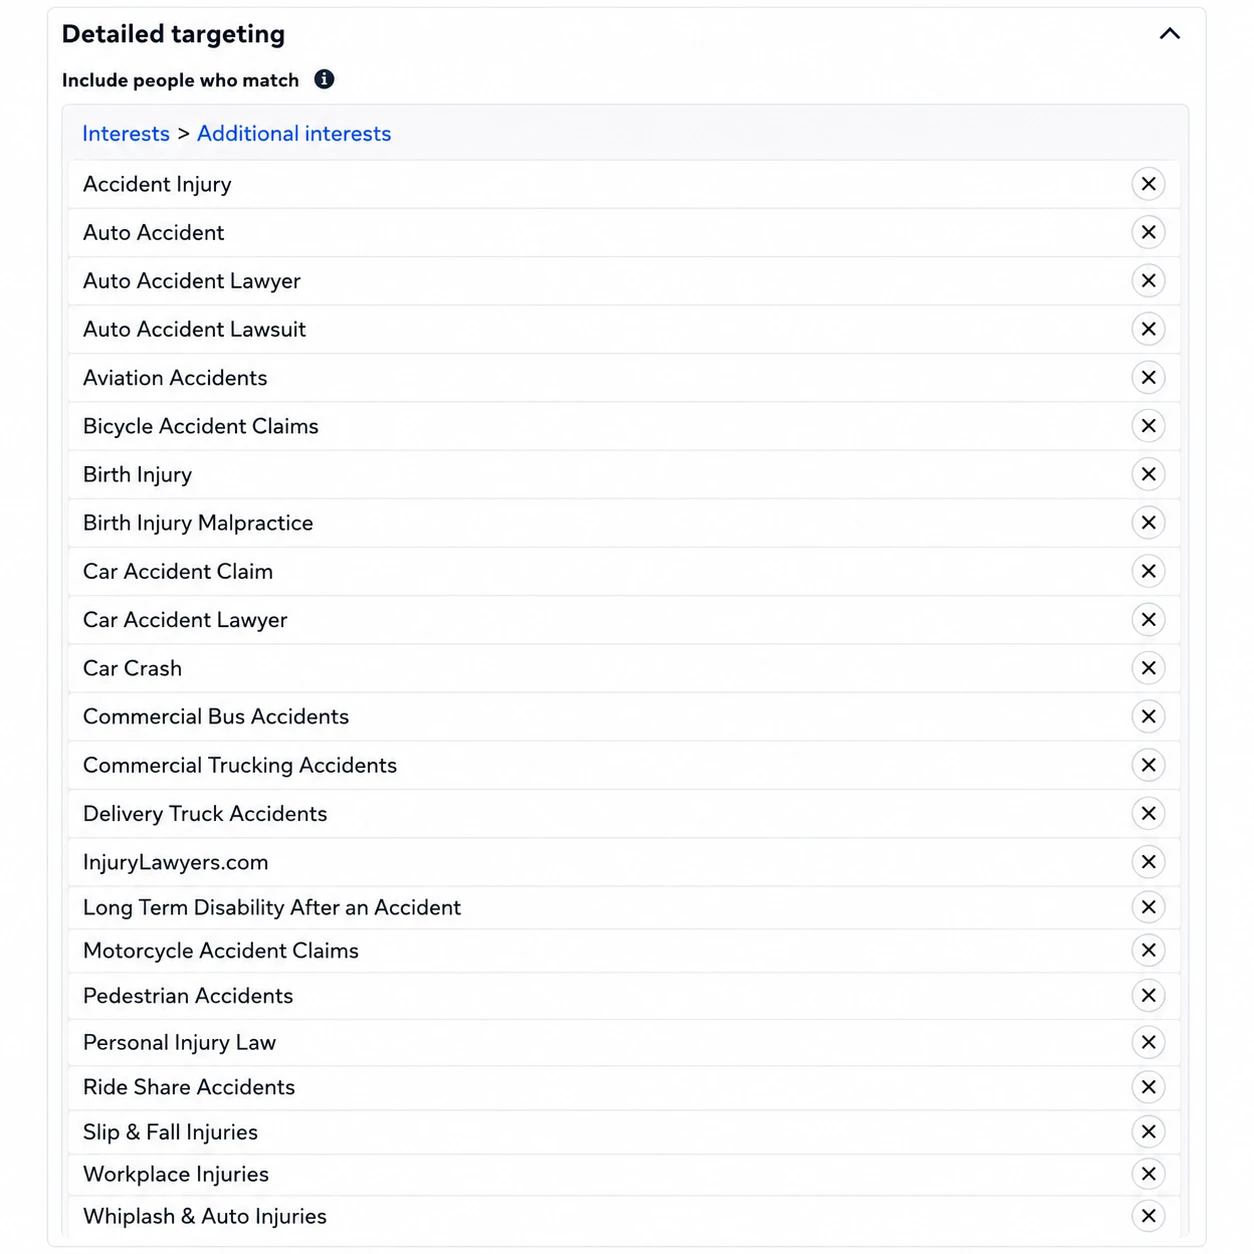 Detailed targeting
Include people who match
Interests > Additional interests
Accident Injury
Auto Accident
Auto Accident Lawyer
Auto Accident Lawsuit
Aviation Accidents
Bicycle Accident Claims
Birth Injury
Birth Injury Malpractice
Car Accident Claim
Car Accident Lawyer
Car Crash
Commercial Bus Accidents
Commercial Trucking Accidents
Delivery Truck Accidents
InjuryLawyers.com
Long Term Disability After an Accident
Motorcycle Accident Claims
Pedestrian Accidents
Personal Injury Law
Ride Share Accidents
Slip & Fall Injuries
Workplace Injuries
Whiplash & Auto Injuries